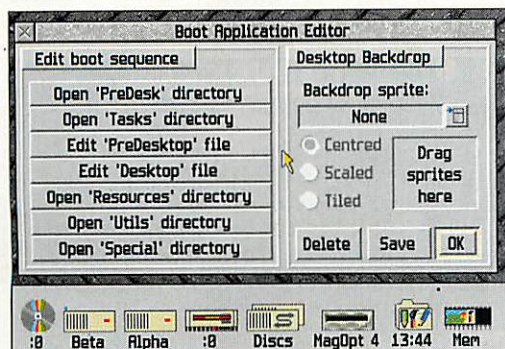 Boot Application Editor
Edit boot sequence
Open 'PreDesk' directory
Open 'Tasks' directory
Edit 'PreDesktop' file
Edit 'Desktop' file
Open 'Resources' directory
Open 'Utils' directory
Open 'Special' directory
Desktop Backdrop
Backdrop sprite:
None
Centred
Scaled
Tiled
Drag
sprites
here
Delete Save OK
:0 Beta Alpha :0 Discs MagOpt 4 13:44 Mem